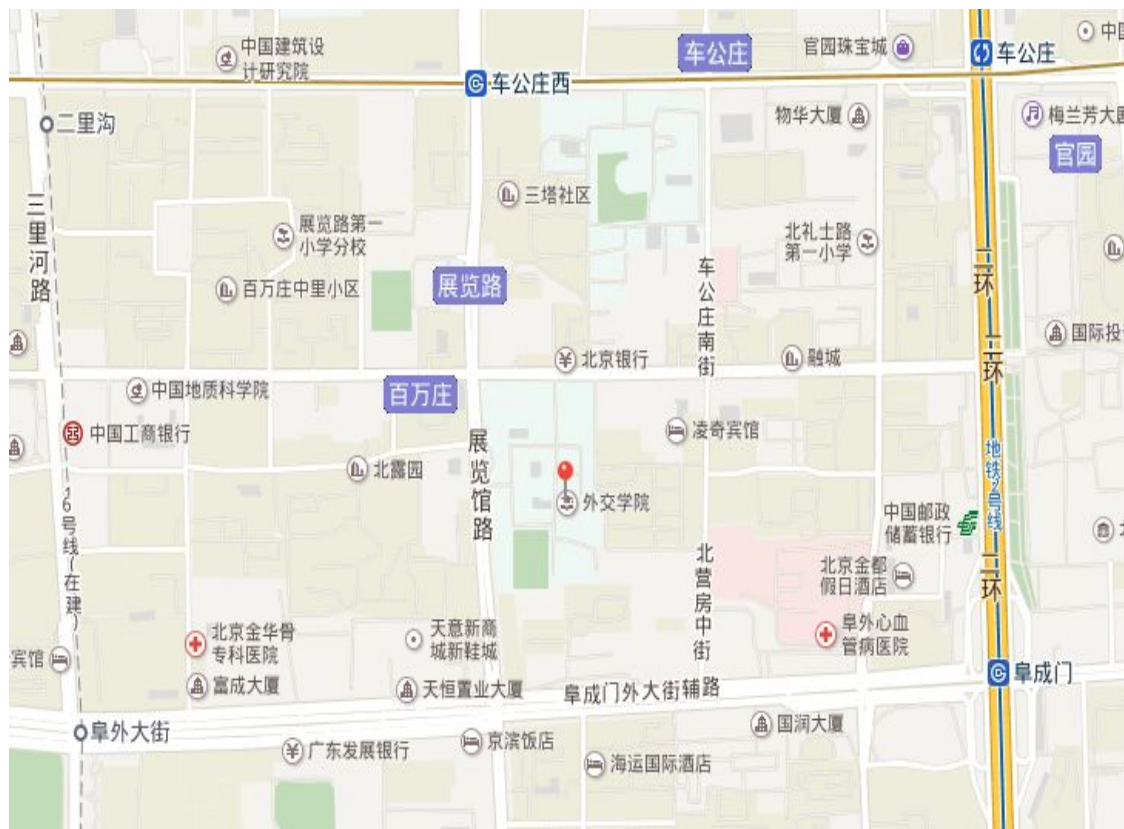 中国建筑设
计研究院
车公庄
官园珠宝城
车公庄
中国
车公庄西
二里沟
物华大厦
梅兰芳大剧
官园
三里河路
三塔社区
展览路第一
小学分校
北礼士路
第一小学
百万庄中里小区
展览路
车公庄南街
二环
国际投
北京银行
融城
二环
中国地质科学院
百万庄
中国工商银行
展览馆路
凌奇宾馆
北露园
地铁2号线
外交学院
中国邮政
储蓄银行
16号线(在建)
北营房中街
北京金都
假日酒店
二环
北京金华骨
专科医院
天意新商
城新鞋城
阜外心血
管病医院
宾馆
富成大厦
天恒置业大厦
阜成门外大街辅路
阜成门
阜外大街
广东发展银行
京滨饭店
国润大厦
海运国际酒店